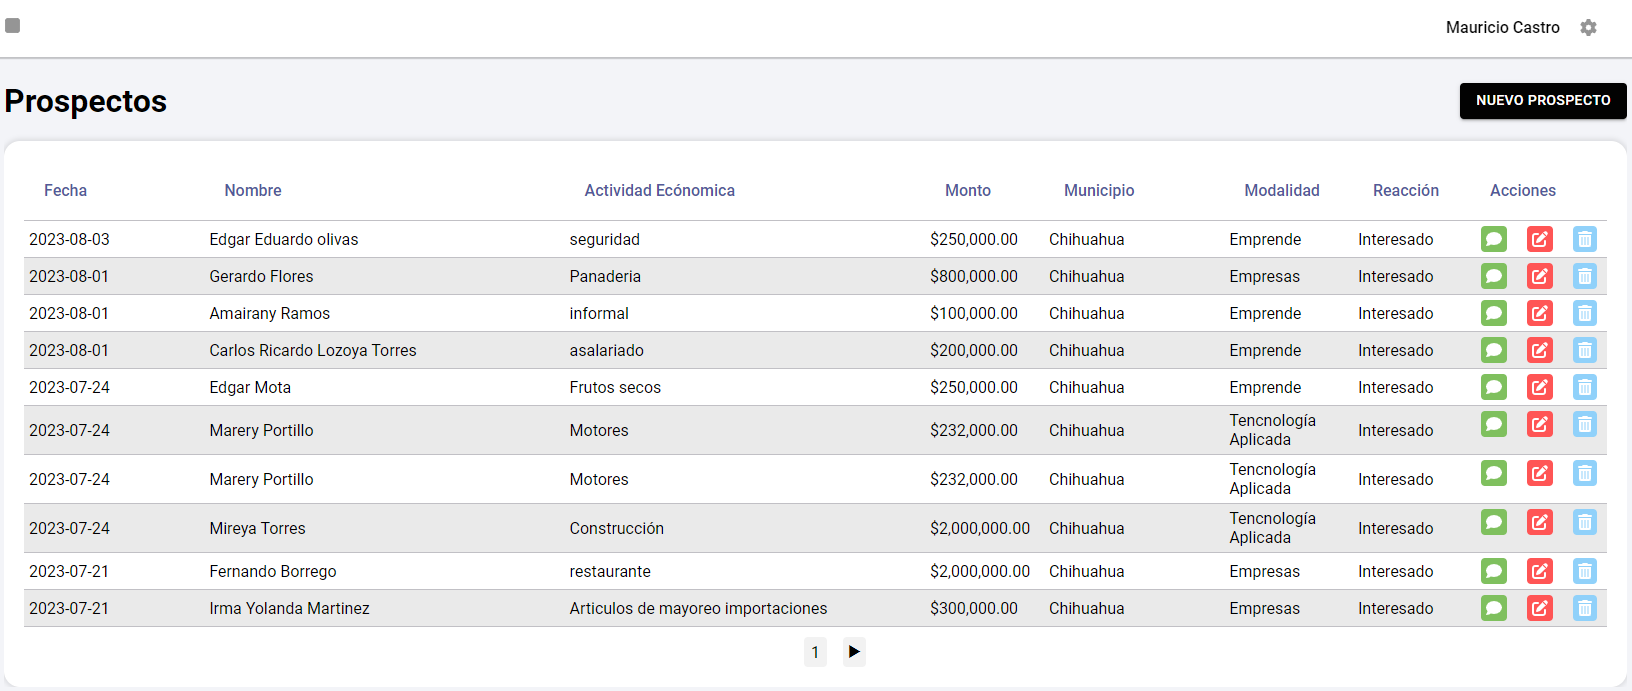 Mauricio Castro
Prospectos
NUEVO PROSPECTO
Fecha Nombre Actividad Ecónomica Monto Municipio Modalidad Reacción Acciones
2023-08-03 Edgar Eduardo olivas seguridad $250,000.00 Chihuahua Emprende Interesado
2023-08-01 Gerardo Flores Panaderia $800,000.00 Chihuahua Empresas Interesado
2023-08-01 Amairany Ramos informal $100,000.00 Chihuahua Emprende Interesado
2023-08-01 Carlos Ricardo Lozoya Torres asalariado $200,000.00 Chihuahua Emprende Interesado
2023-07-24 Edgar Mota Frutos secos $250,000.00 Chihuahua Emprende Interesado
2023-07-24 Marery Portillo Motores $232,000.00 Chihuahua Tencnología Aplicada Interesado
2023-07-24 Marery Portillo Motores $232,000.00 Chihuahua Tencnología Aplicada Interesado
2023-07-24 Mireya Torres Construcción $2,000,000.00 Chihuahua Tencnología Aplicada Interesado
2023-07-21 Fernando Borrego restaurante $2,000,000.00 Chihuahua Empresas Interesado
2023-07-21 Irma Yolanda Martinez Articulos de mayoreo importaciones $300,000.00 Chihuahua Empresas Interesado
1